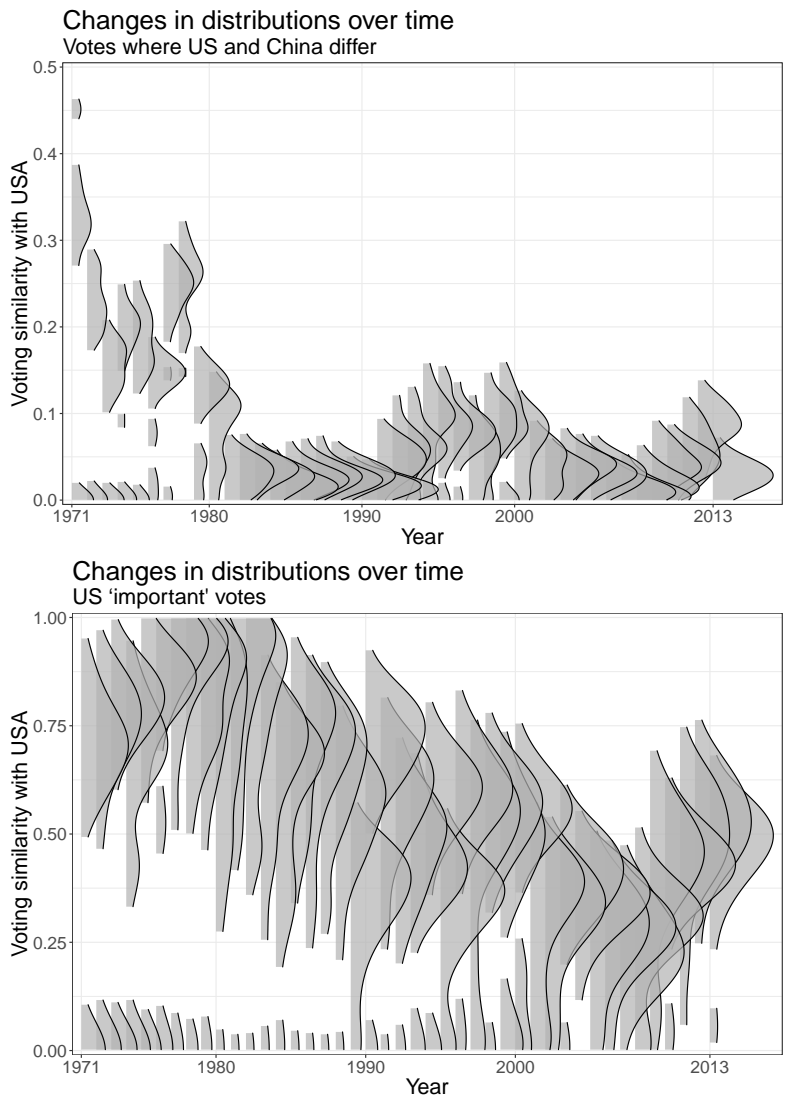 Changes in distributions over time
Votes where US and China differ
Voting similarity with USA
0.5
0.4
0.3
0.2
0.1
0.0
1971
1980
1990
2000
2013
Year
Changes in distributions over time
US ‘important' votes
Voting similarity with USA
1.00
0.75
0.50
0.25
0.00
1971
1980
1990
2000
2013
Year